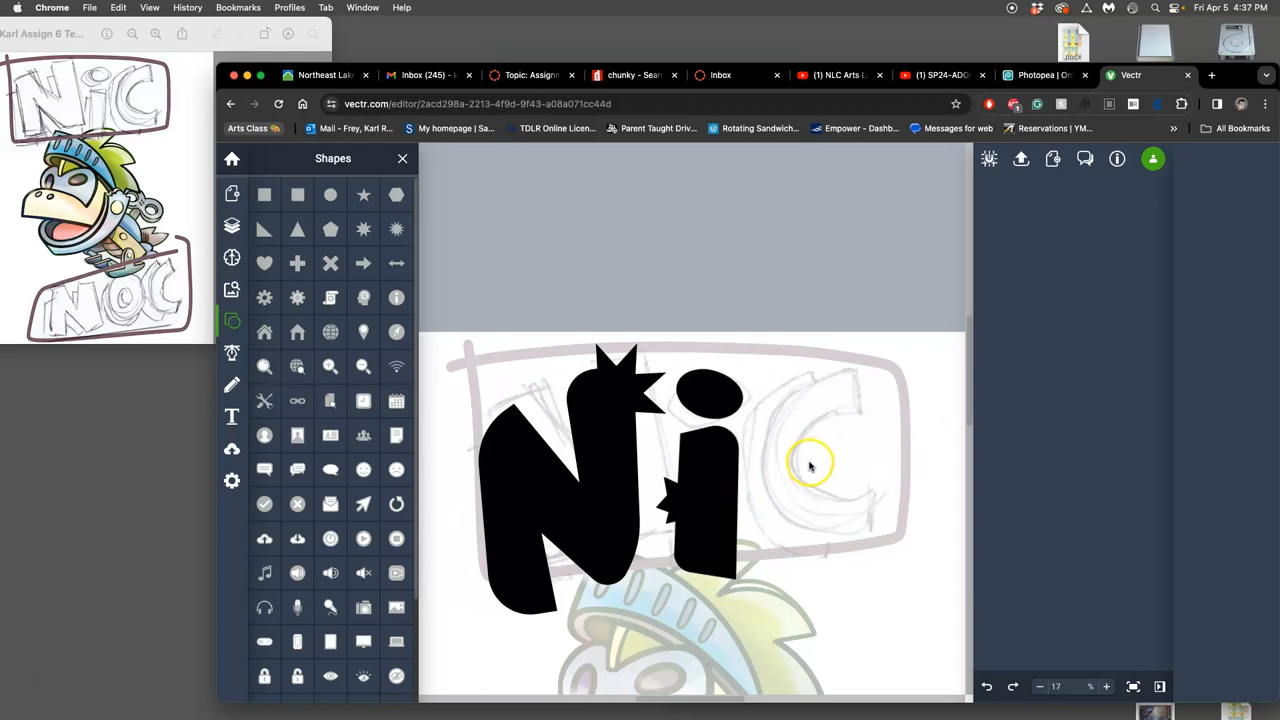 Chrome File Edit View History Bookmarks Profiles Tab Window Help
Fri Apr 5 4:37 PM
Karl Assign 6 Te...
NiC
MOC
DOCX
Northeast Lak
Inbox (245) -
Topic: Assignm
chunky - Sear
Inbox
(1) NLC Arts L
(1) SP24-ADO
Photopea | On
Vectr
vectr.com/editor/2acd298a-2213-4f9d-9f43-a08a071cc44d
Arts Class
Mail - Frey, Karl R...
My homepage | Sa...
TDLR Online Licen...
Parent Taught Driv...
Rotating Sandwich...
Empower - Dashb...
Messages for web
Reservations | YM...
»
All Bookmarks
Shapes
Ni
C
17 %